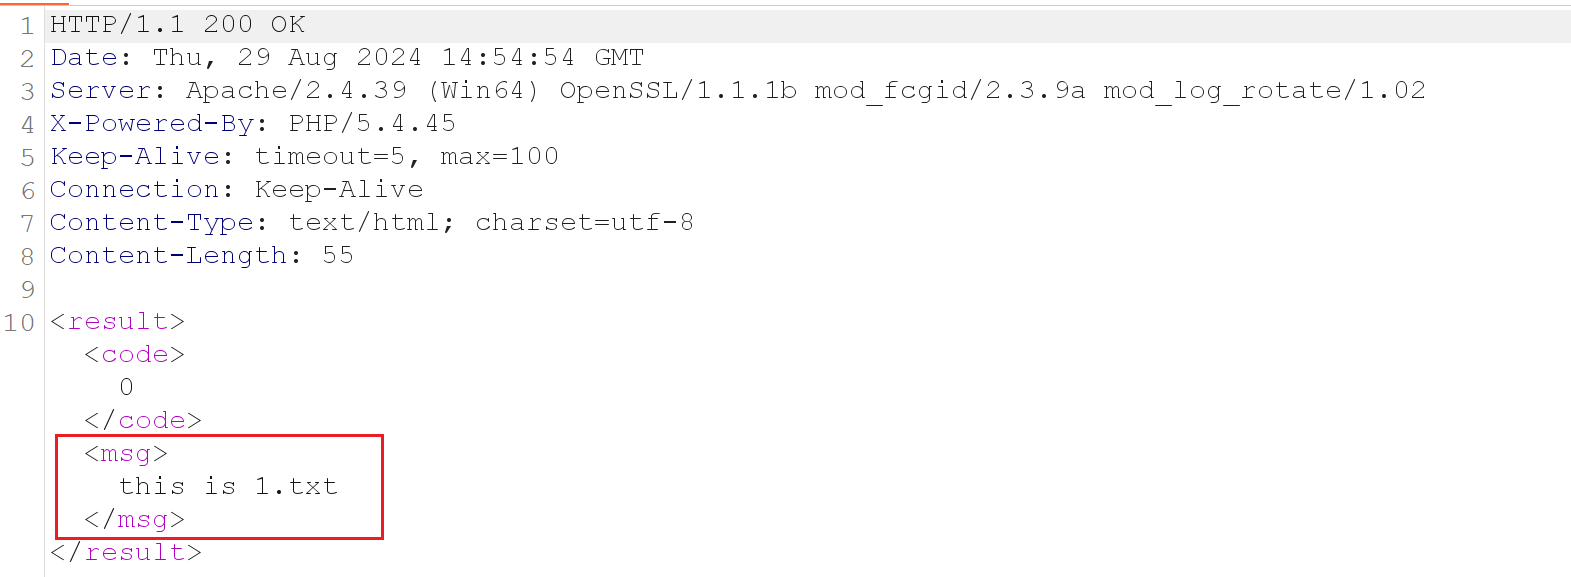 1 HTTP/1.1 200 OK
2 Date: Thu, 29 Aug 2024 14:54:54 GMT
3 Server: Apache/2.4.39 (Win64) OpenSSL/1.1.1b mod_fcgid/2.3.9a mod_log_rotate/1.02
4 X-Powered-By: PHP/5.4.45
5 Keep-Alive: timeout=5, max=100
6 Connection: Keep-Alive
7 Content-Type: text/html; charset=utf-8
8 Content-Length: 55
9
10 <result>
<code>
0
</code>
<msg>
this is 1.txt
</msg>
</result>